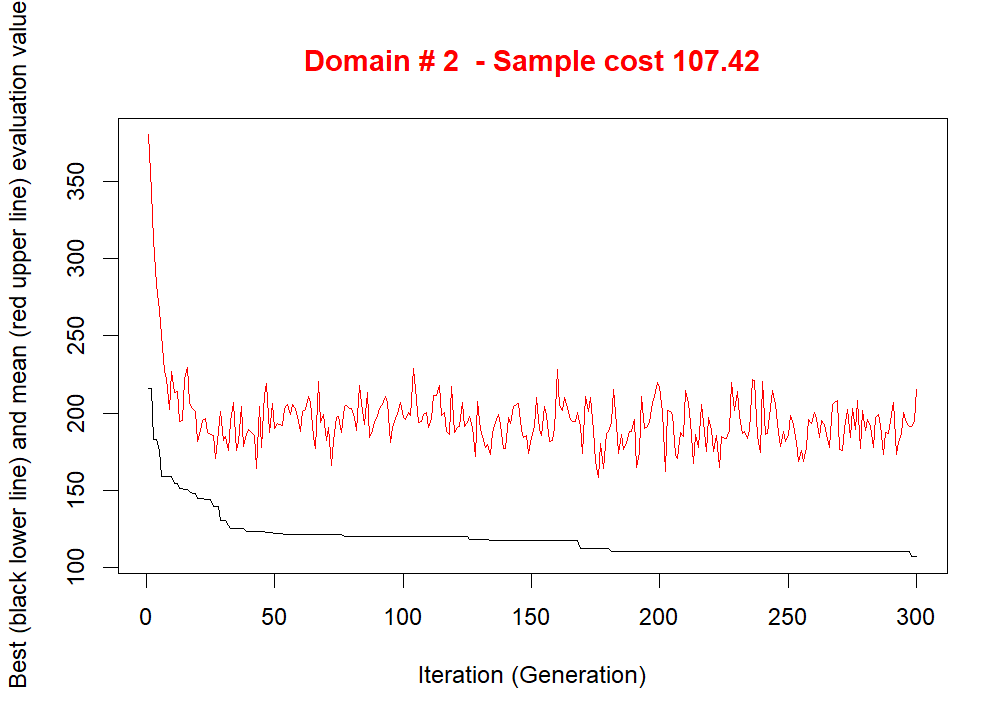 Domain # 2  - Sample cost 107.42
Best (black lower line) and mean (red upper line) evaluation value
350
300
250
200
150
100
0 50 100 150 200 250 300
Iteration (Generation)